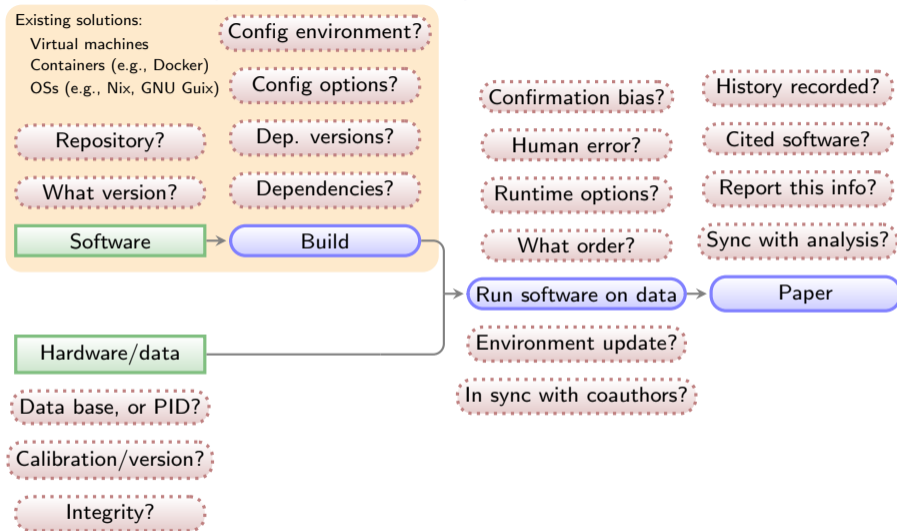 Existing solutions:
Virtual machines
Containers (e.g., Docker)
OSs (e.g., Nix, GNU Guix)
Repository?
What version?
Software
Config environment?
Config options?
Dep. versions?
Dependencies?
Build
Hardware/data
Data base, or PID?
Calibration/version?
Integrity?
Confirmation bias?
Human error?
Runtime options?
What order?
Run software on data
Environment update?
In sync with coauthors?
History recorded?
Cited software?
Report this info?
Sync with analysis?
Paper